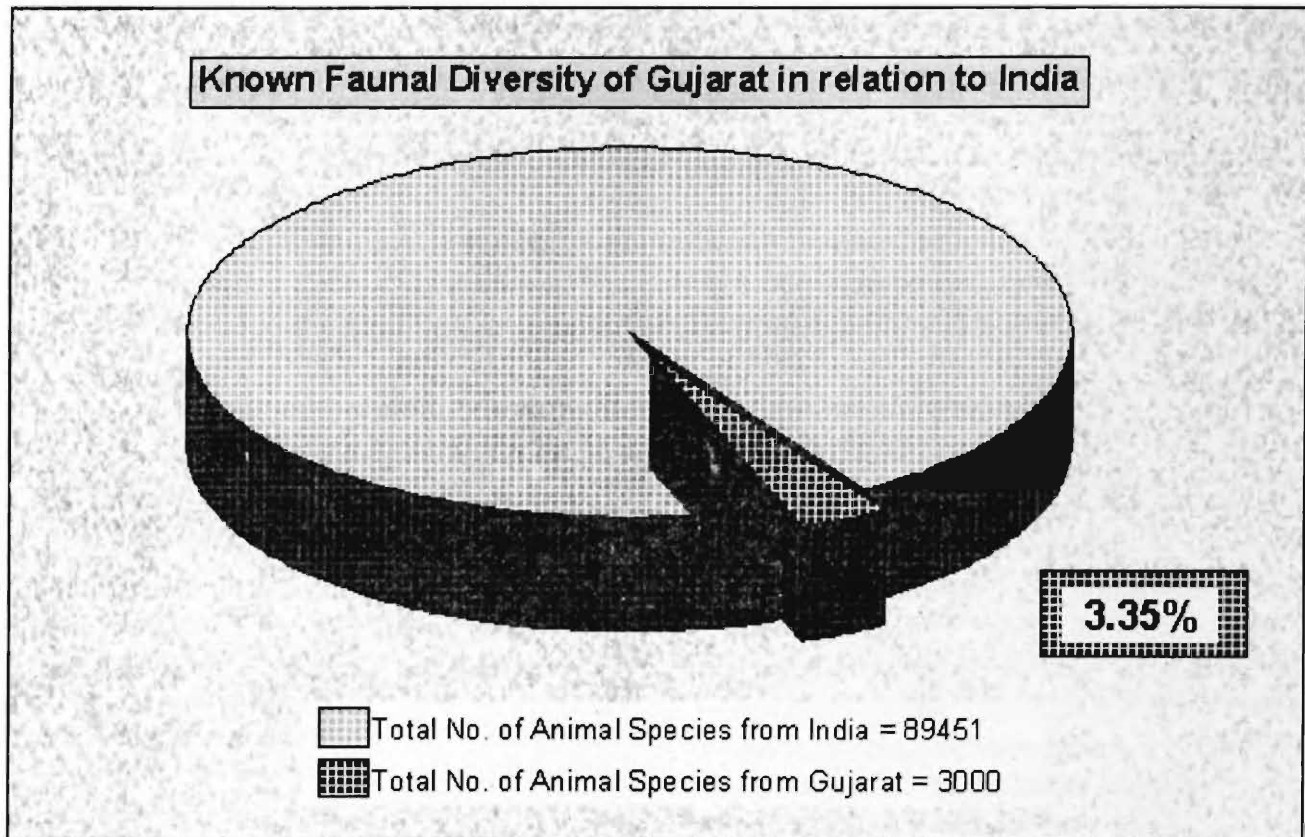 Known Faunal Diversity of Gujarat in relation to India
3.35%
Total No. of Animal Species from India = 89451
Total No. of Animal Species from Gujarat = 3000